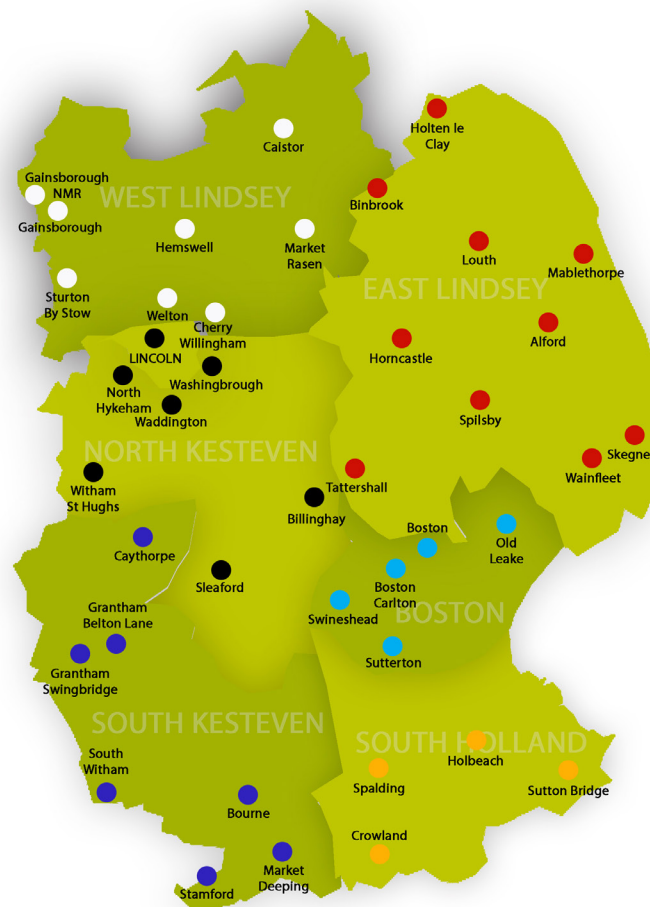 Caistor
Holten le
Clay
Gainsborough
NMR
WEST LINDSEY
Binbrook
Gainsborough
Hemswell
Market
Rasen
Louth
Mablethorpe
EAST LINDSEY
Sturton
By Stow
Welton
Cherry
Willingham
LINCOLN
Alford
Horncastle
Washingbrough
North
Hykeham
Waddington
Spilsby
NORTH KESTEVEN
Skegne
Wainfleet
Tattershall
Witham
St Hughs
Billinghay
Boston
Old
Leake
Caythorpe
Sleaford
Boston
Carlton
Grantham
Belton Lane
Swineshead
BOSTON
Sutterton
Grantham
Swingbridge
SOUTH KESTEVEN
SOUTH HOLLAND
South
Witham
Holbeach
Spalding
Sutton Bridge
Bourne
Crowland
Market
Deeping
Stamford